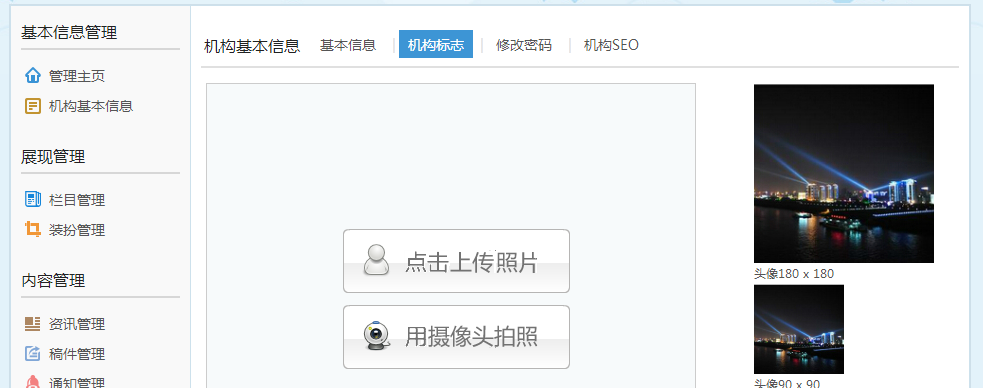 基本信息管理
管理主页
机构基本信息
展现管理
栏目管理
装扮管理
内容管理
资讯管理
稿件管理
通知管理
机构基本信息 基本信息 机构标志 修改密码 机构SEO
点击上传照片
用摄像头拍照
头像180 x 180
头像90 x 90